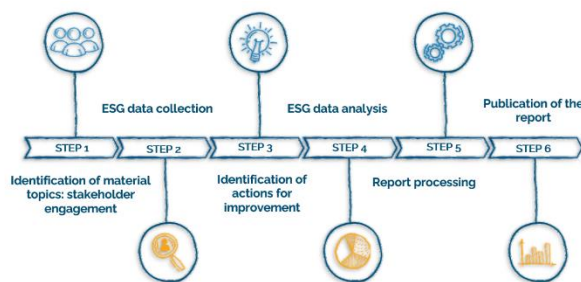 ESG data collection
ESG data analysis
Publication of the
report
STEP 1
STEP 2
STEP 3
STEP 4
STEP 5
STEP 6
Identification of material
topics: stakeholder
engagement
Identification of
actions for
improvement
Report processing